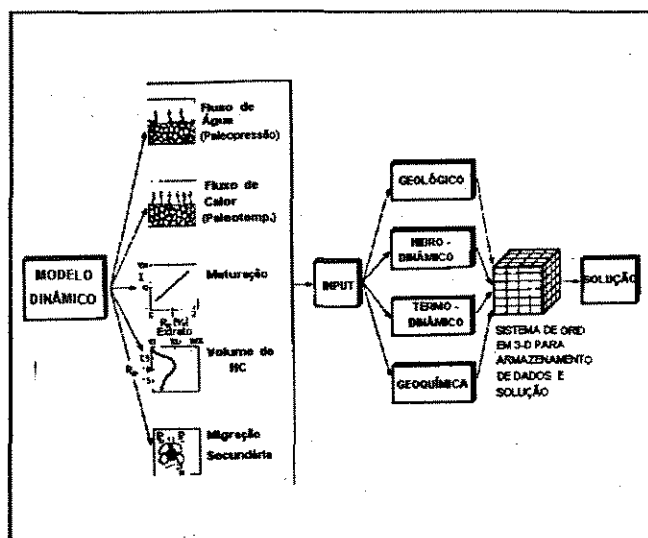 MODELO
DINÂMICO
Fluxo de
Água
(Paleopressão)
Fluxo de
Calor
(Paleotemp.)
Maturação
Extrato
Volume de
HC
Migração
Secundária
INPUT
GEOLÓGICO
HIDRO -
DINÂMICO
TERMO -
DINÂMICO
GEOQUÍMICA
SISTEMA DE GRID
EM 3-D PARA
ARMAZENAMENTO
DE DADOS E
SOLUÇÃO
SOLUÇÃO